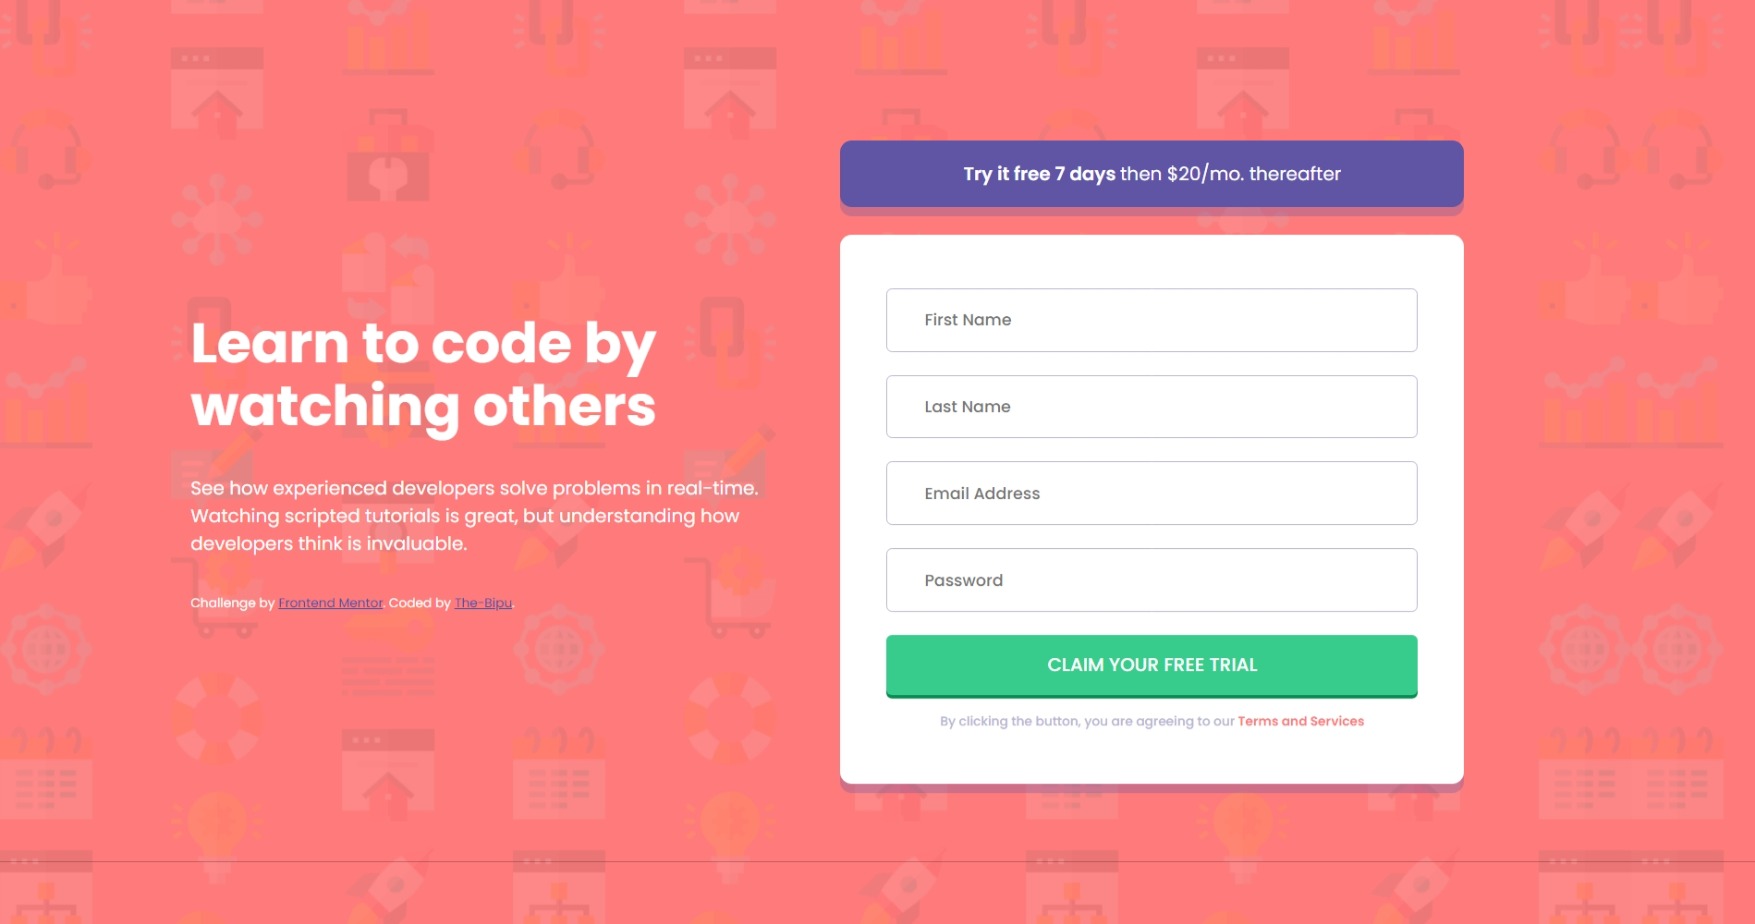 Learn to code by
watching others
See how experienced developers solve problems in real-time.
Watching scripted tutorials is great, but understanding how
developers think is invaluable.
Challenge by Frontend Mentor. Coded by The-Bipu.
Try it free 7 days then $20/mo. thereafter
First Name
Last Name
Email Address
Password
CLAIM YOUR FREE TRIAL
By clicking the button, you are agreeing to our Terms and Services